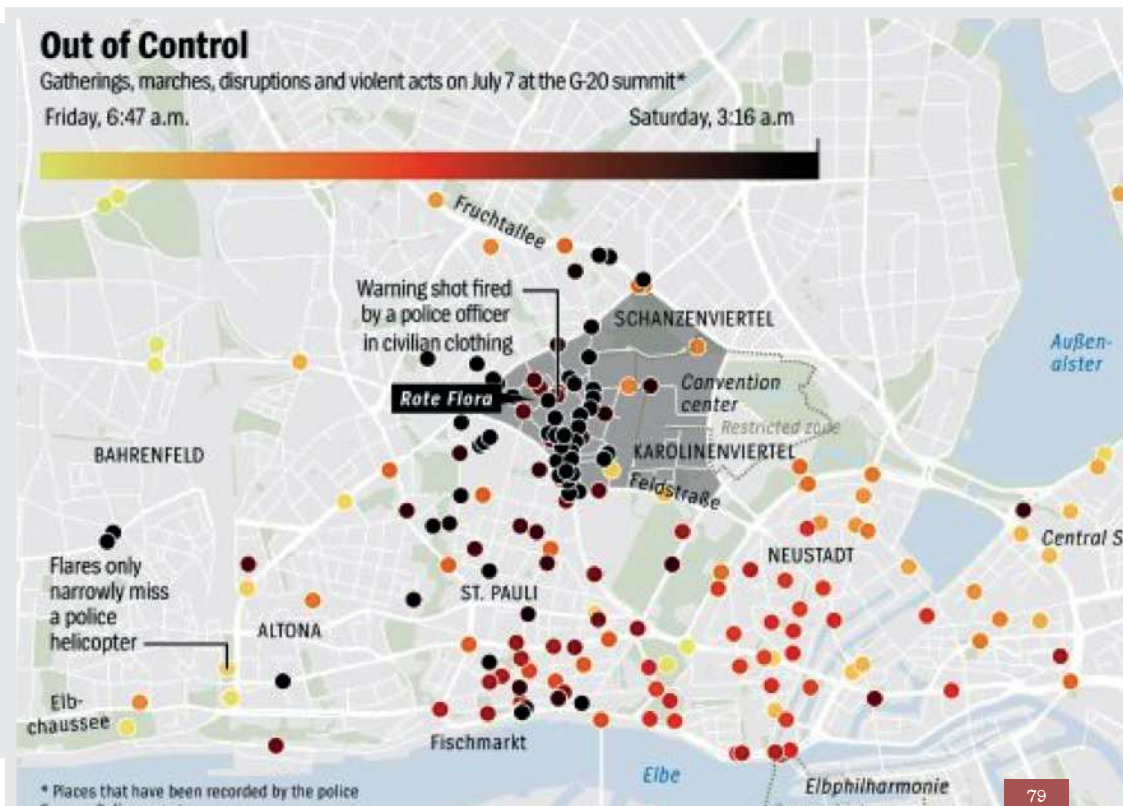 Out of Control
Gatherings, marches, disruptions and violent acts on July 7 at the G-20 summit*
Friday, 6:47 a.m.
Saturday, 3:16 a.m
Fruchtallee
Warning shot fired
by a police officer
in civilian clothing
SCHANZENVIERTEL
Außen-
alster
Rote Flora
Convention
center
Restricted zone
BAHRENFELD
KAROLINENVIERTEL
Feldstraße
Central S
NEUSTADT
Flares only
narrowly miss
a police
helicopter
ST. PAULI
ALTONA
Elb-
chaussee
Fischmarkt
Elbe
Elbphilharmonie
* Places that have been recorded by the police
79